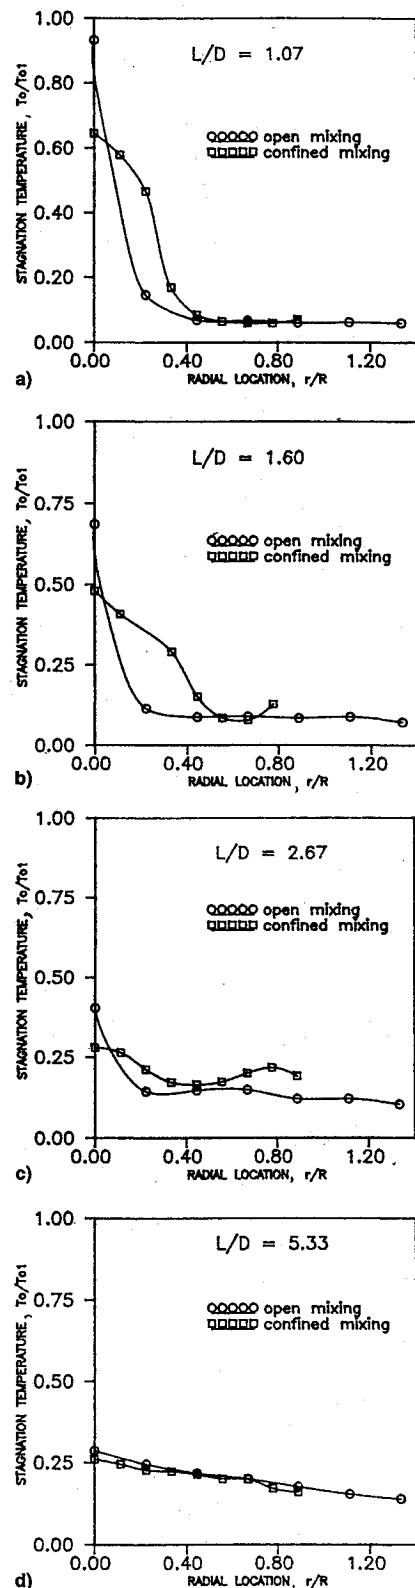 1.00
L/D = 1.07
0.80
open mixing
confined mixing
0.60
0.40
0.20
0.00
STAGNATION TEMPERATURE, To/To1
0.00 0.40 0.80 1.20
a)
RADIAL LOCATION, r/R
1.00
L/D = 1.60
0.75
open mixing
confined mixing
0.50
0.25
0.00
STAGNATION TEMPERATURE, To/To1
0.00 0.40 0.80 1.20
b)
RADIAL LOCATION, r/R
1.00
L/D = 2.67
0.75
open mixing
confined mixing
0.50
0.25
0.00
STAGNATION TEMPERATURE, To/To1
0.00 0.40 0.80 1.20
c)
RADIAL LOCATION, r/R
1.00
L/D = 5.33
0.75
open mixing
confined mixing
0.50
0.25
0.00
STAGNATION TEMPERATURE, To/To1
0.00 0.40 0.80 1.20
d)
RADIAL LOCATION, r/R